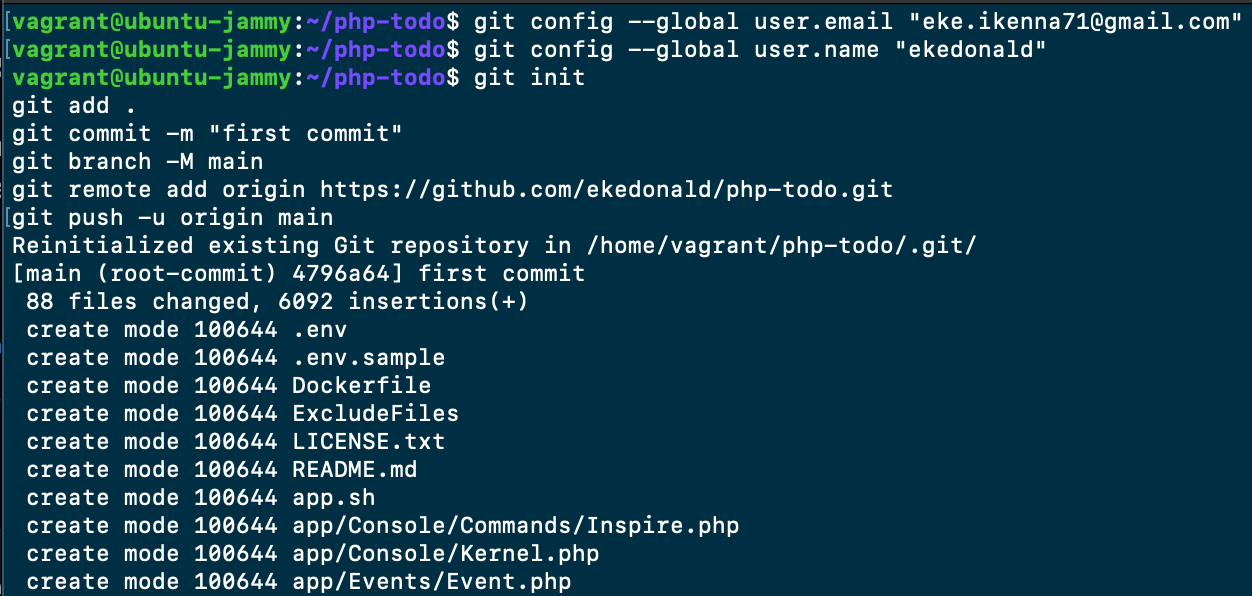 vagrant@ubuntu-jammy:~/php-todo$ git config --global user.email "eke.ikenna71@gmail.com"
vagrant@ubuntu-jammy:~/php-todo$ git config --global user.name "ekedonald"
vagrant@ubuntu-jammy:~/php-todo$ git init
git add .
git commit -m "first commit"
git branch -M main
git remote add origin https://github.com/ekedonald/php-todo.git
git push -u origin main
Reinitialized existing Git repository in /home/vagrant/php-todo/.git/
[main (root-commit) 4796a64] first commit
 88 files changed, 6092 insertions(+)
 create mode 100644 .env
 create mode 100644 .env.sample
 create mode 100644 Dockerfile
 create mode 100644 ExcludeFiles
 create mode 100644 LICENSE.txt
 create mode 100644 README.md
 create mode 100644 app.sh
 create mode 100644 app/Console/Commands/Inspire.php
 create mode 100644 app/Console/Kernel.php
 create mode 100644 app/Events/Event.php